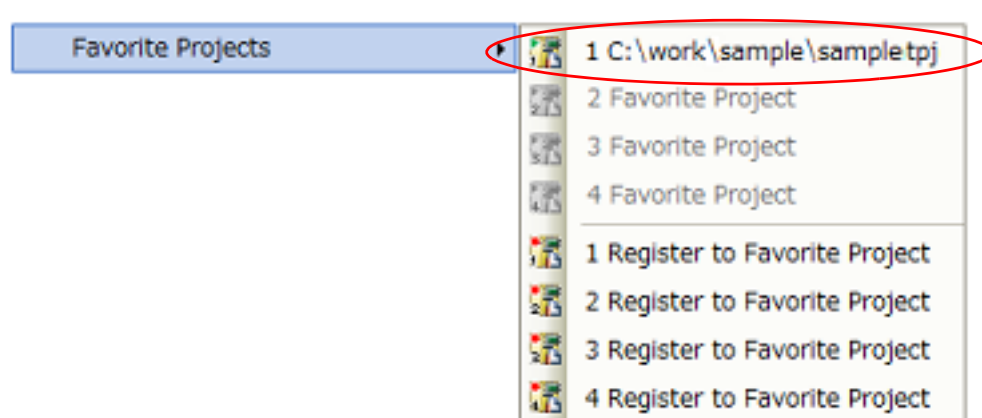 Favorite Projects
1 C:\work\sample\sample.tpj
2 Favorite Project
3 Favorite Project
4 Favorite Project
1 Register to Favorite Project
2 Register to Favorite Project
3 Register to Favorite Project
4 Register to Favorite Project